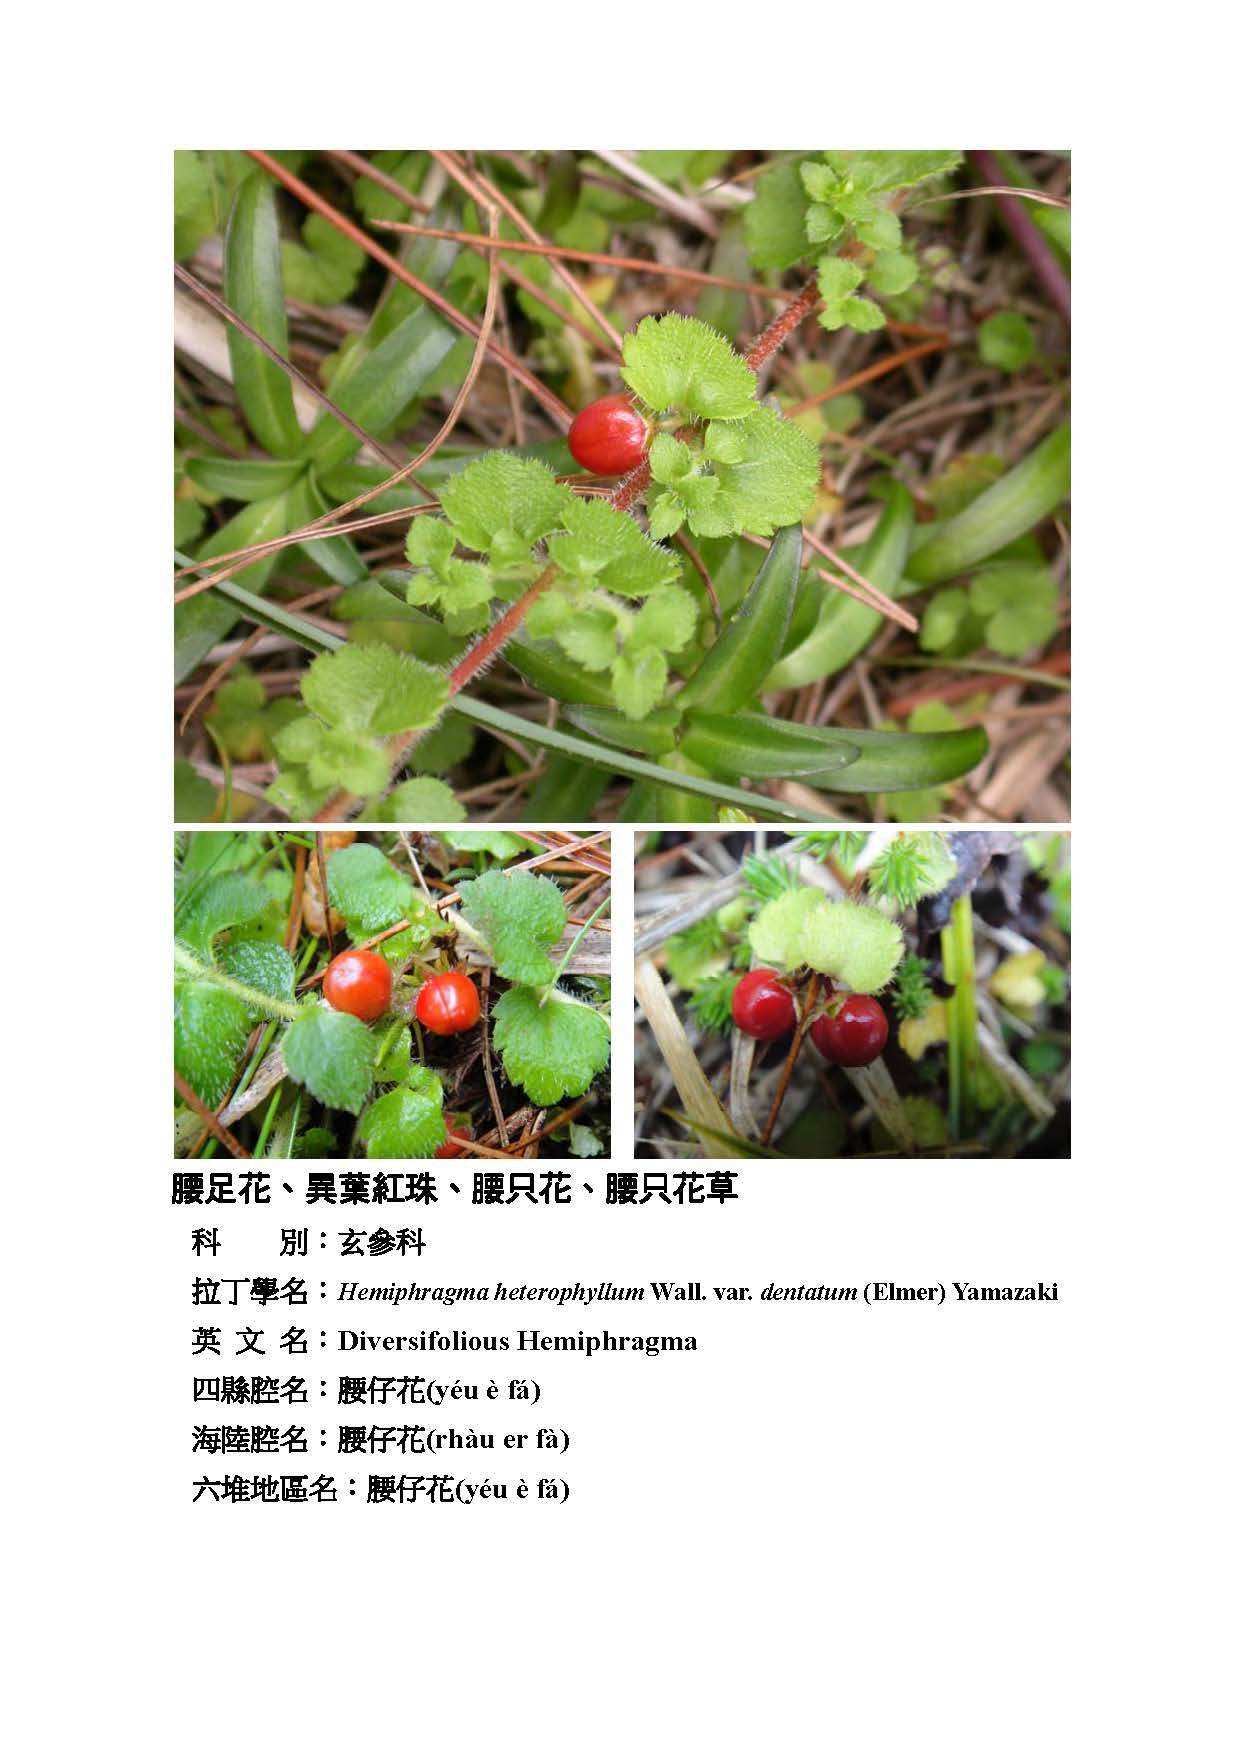 腰足花、異葉紅珠、腰只花、腰只花草
科　　別：玄參科
拉丁學名：Hemiphragma heterophyllum Wall. var. dentatum (Elmer) Yamazaki
英 文 名：Diversifolious Hemiphragma
四縣腔名：腰仔花(yéu è fá)
海陸腔名：腰仔花(rhàu er fà)
六堆地區名：腰仔花(yéu è fá)